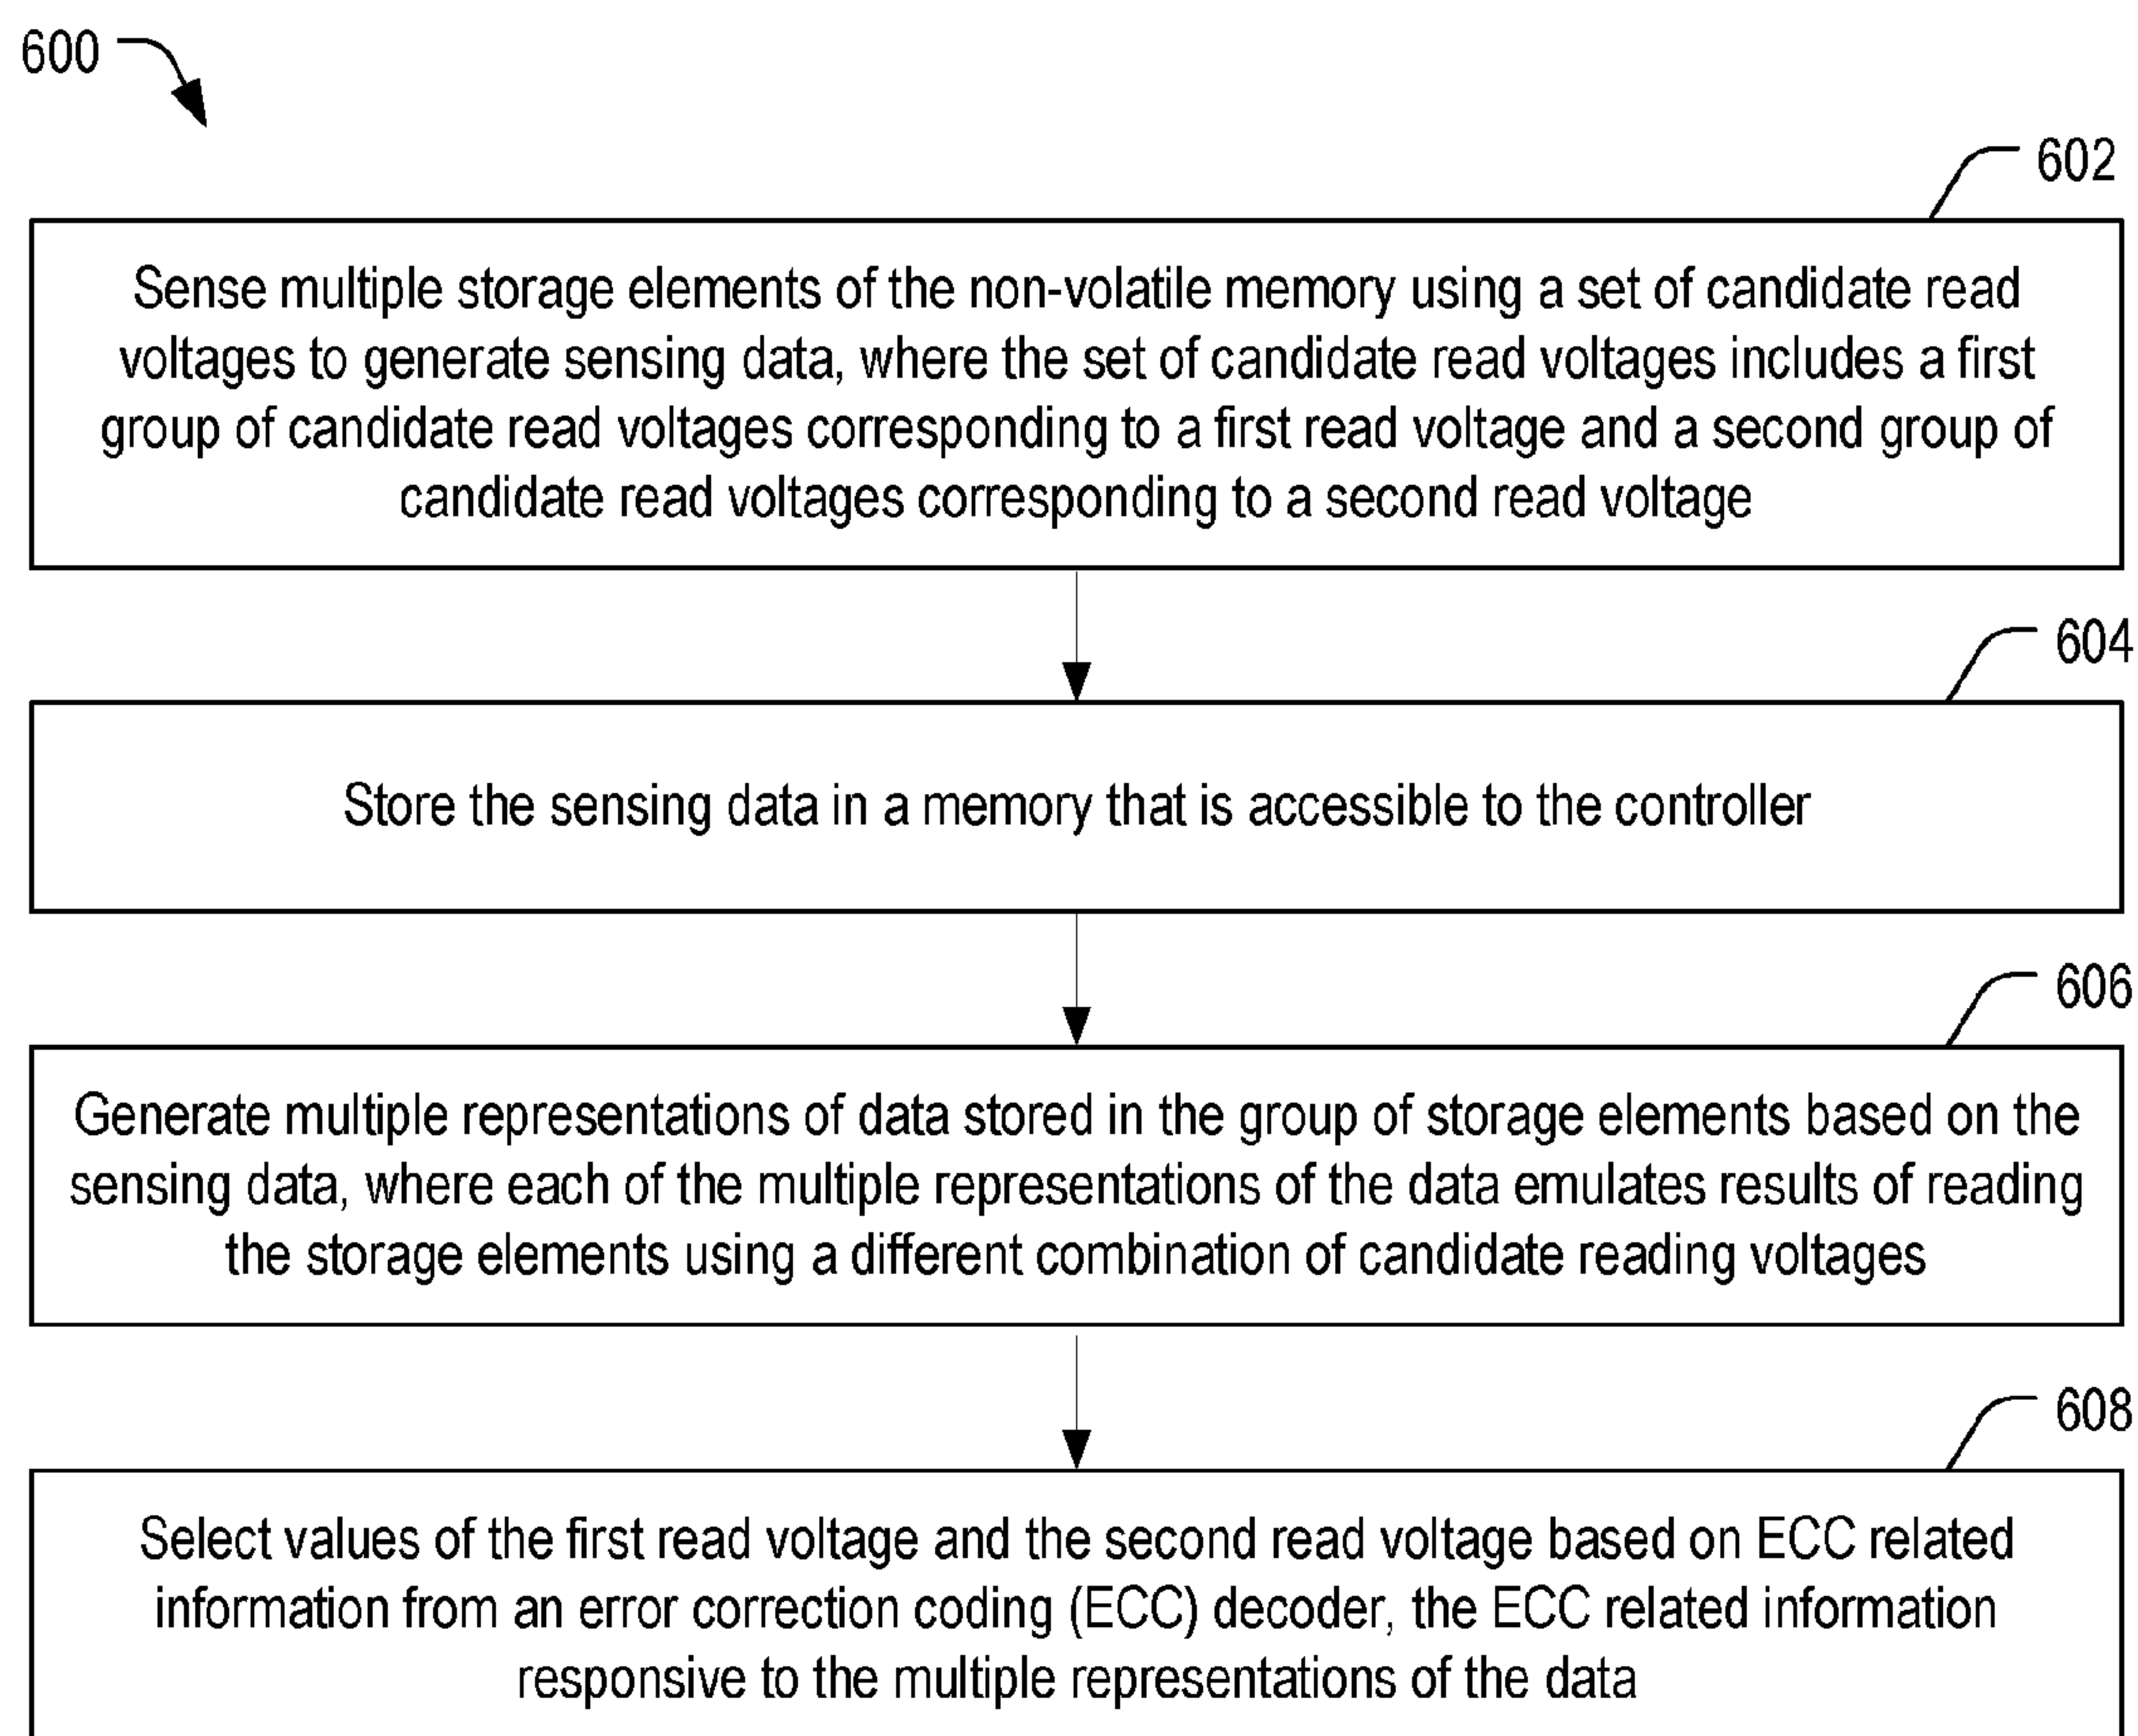 600
602
Sense multiple storage elements of the non-volatile memory using a set of candidate read
voltages to generate sensing data, where the set of candidate read voltages includes a first
group of candidate read voltages corresponding to a first read voltage and a second group of
candidate read voltages corresponding to a second read voltage
604
Store the sensing data in a memory that is accessible to the controller
606
Generate multiple representations of data stored in the group of storage elements based on the
sensing data, where each of the multiple representations of the data emulates results of reading
the storage elements using a different combination of candidate reading voltages
608
Select values of the first read voltage and the second read voltage based on ECC related
information from an error correction coding (ECC) decoder, the ECC related information
responsive to the multiple representations of the data